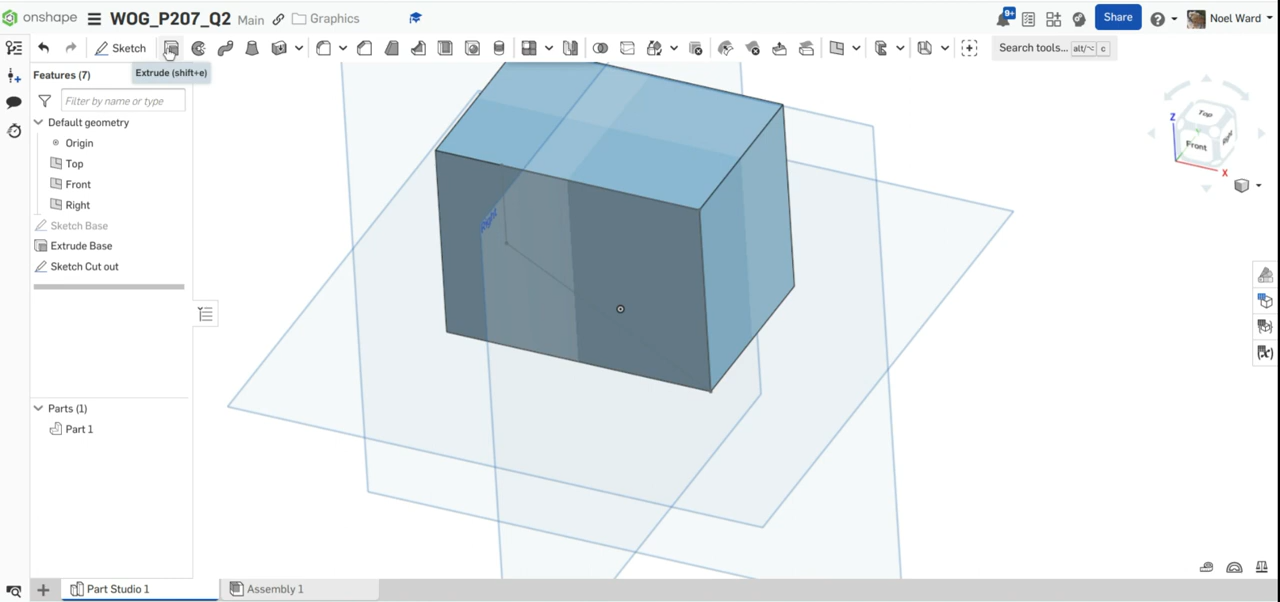 onshape WOG_P207_Q2 Main Graphics 9+ Share Noel Ward
Sketch Search tools... alt/⌥ c
Extrude (shift+e)
Features (7)
Filter by name or type
Default geometry
Origin
Top
Front
Right
Sketch Base
Extrude Base
Sketch Cut out
Parts (1)
Part 1
Top
Z
Front Right
X
Part Studio 1 Assembly 1